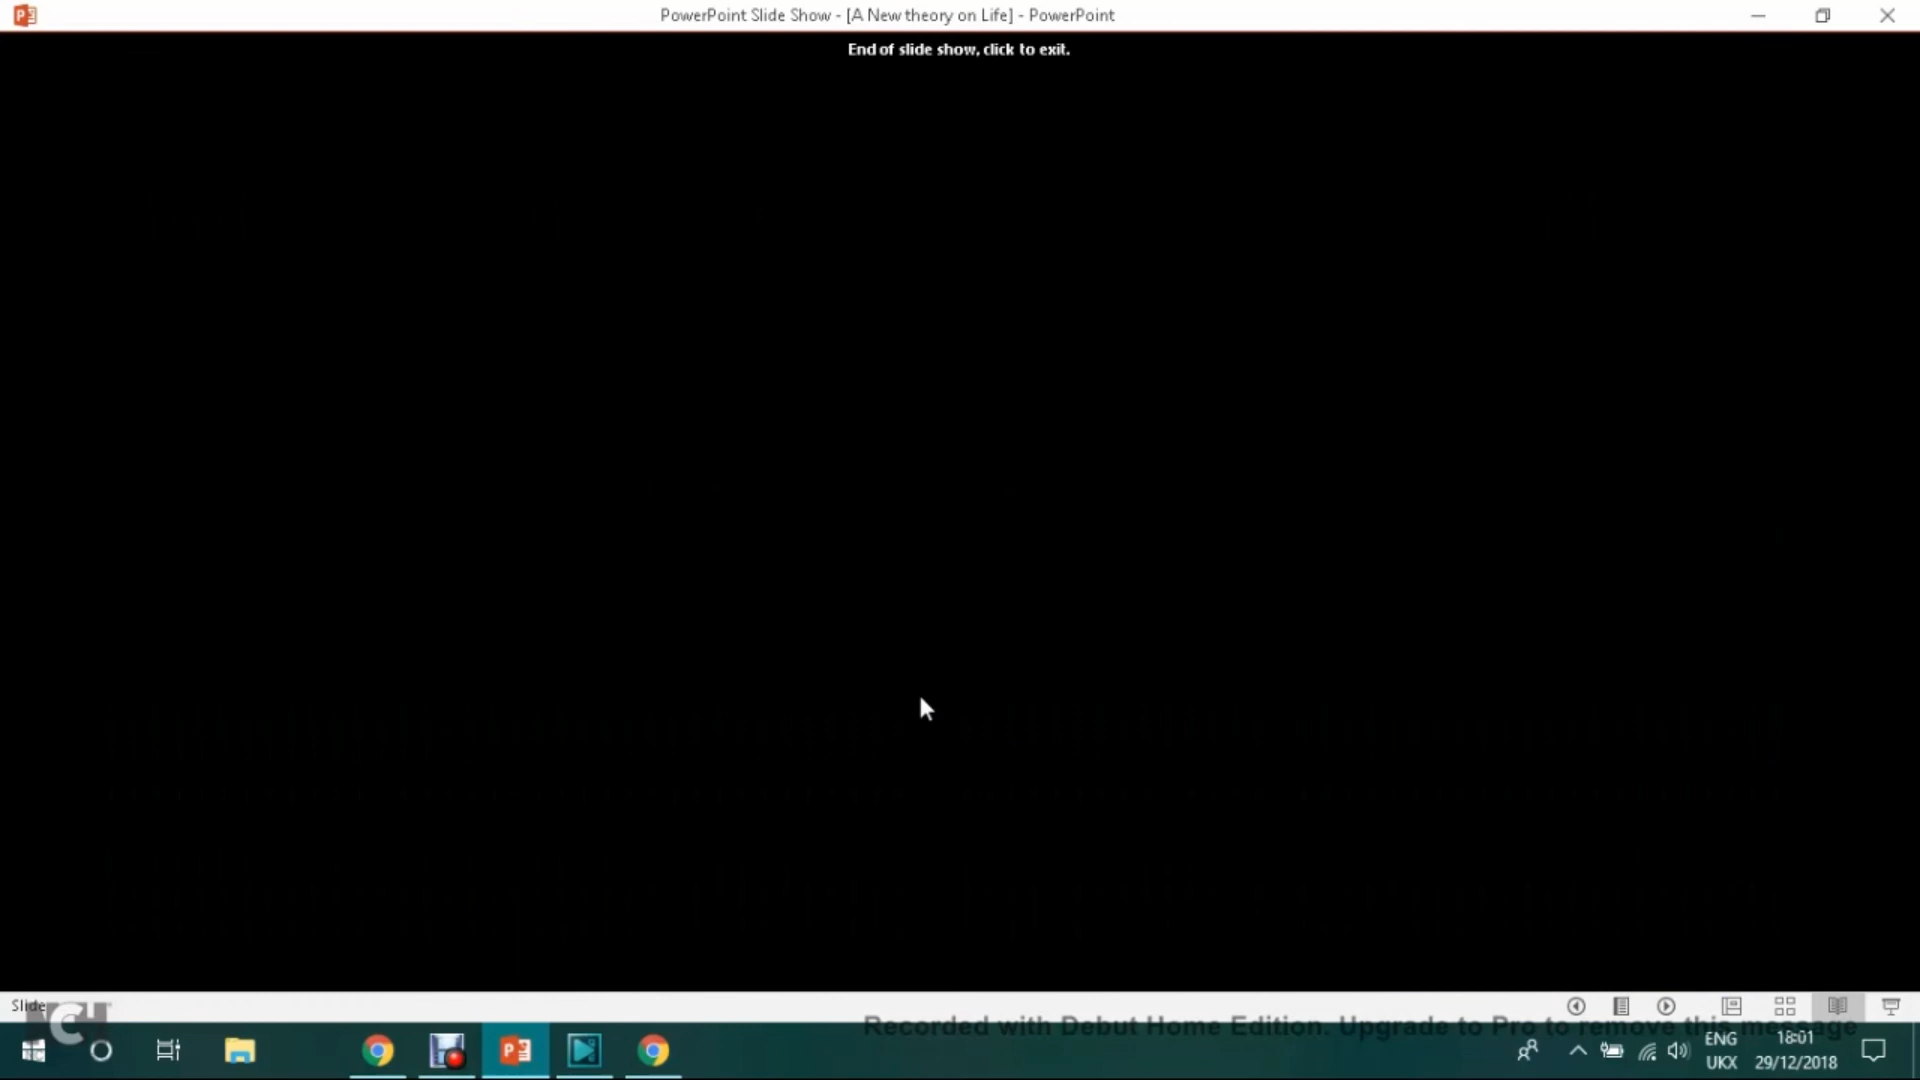 PowerPoint Slide Show - [A New theory on Life] - PowerPoint
End of slide show, click to exit.
Slide
NCH
Recorded with Debut Home Edition. Upgrade to Pro to remove this message
ENG 18:01
UKX 29/12/2018